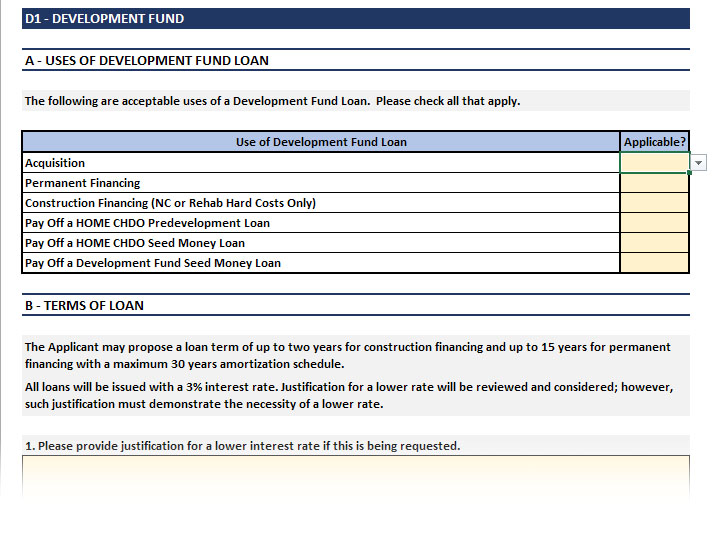 D1 - DEVELOPMENT FUND
A - USES OF DEVELOPMENT FUND LOAN
The following are acceptable uses of a Development Fund Loan.  Please check all that apply.
Use of Development Fund Loan Applicable?
Acquisition
Permanent Financing
Construction Financing (NC or Rehab Hard Costs Only)
Pay Off a HOME CHDO Predevelopment Loan
Pay Off a HOME CHDO Seed Money Loan
Pay Off a Development Fund Seed Money Loan
B - TERMS OF LOAN
The Applicant may propose a loan term of up to two years for construction financing and up to 15 years for permanent
financing with a maximum 30 years amortization schedule.
All loans will be issued with a 3% interest rate. Justification for a lower rate will be reviewed and considered; however,
such justification must demonstrate the necessity of a lower rate.
1. Please provide justification for a lower interest rate if this is being requested.